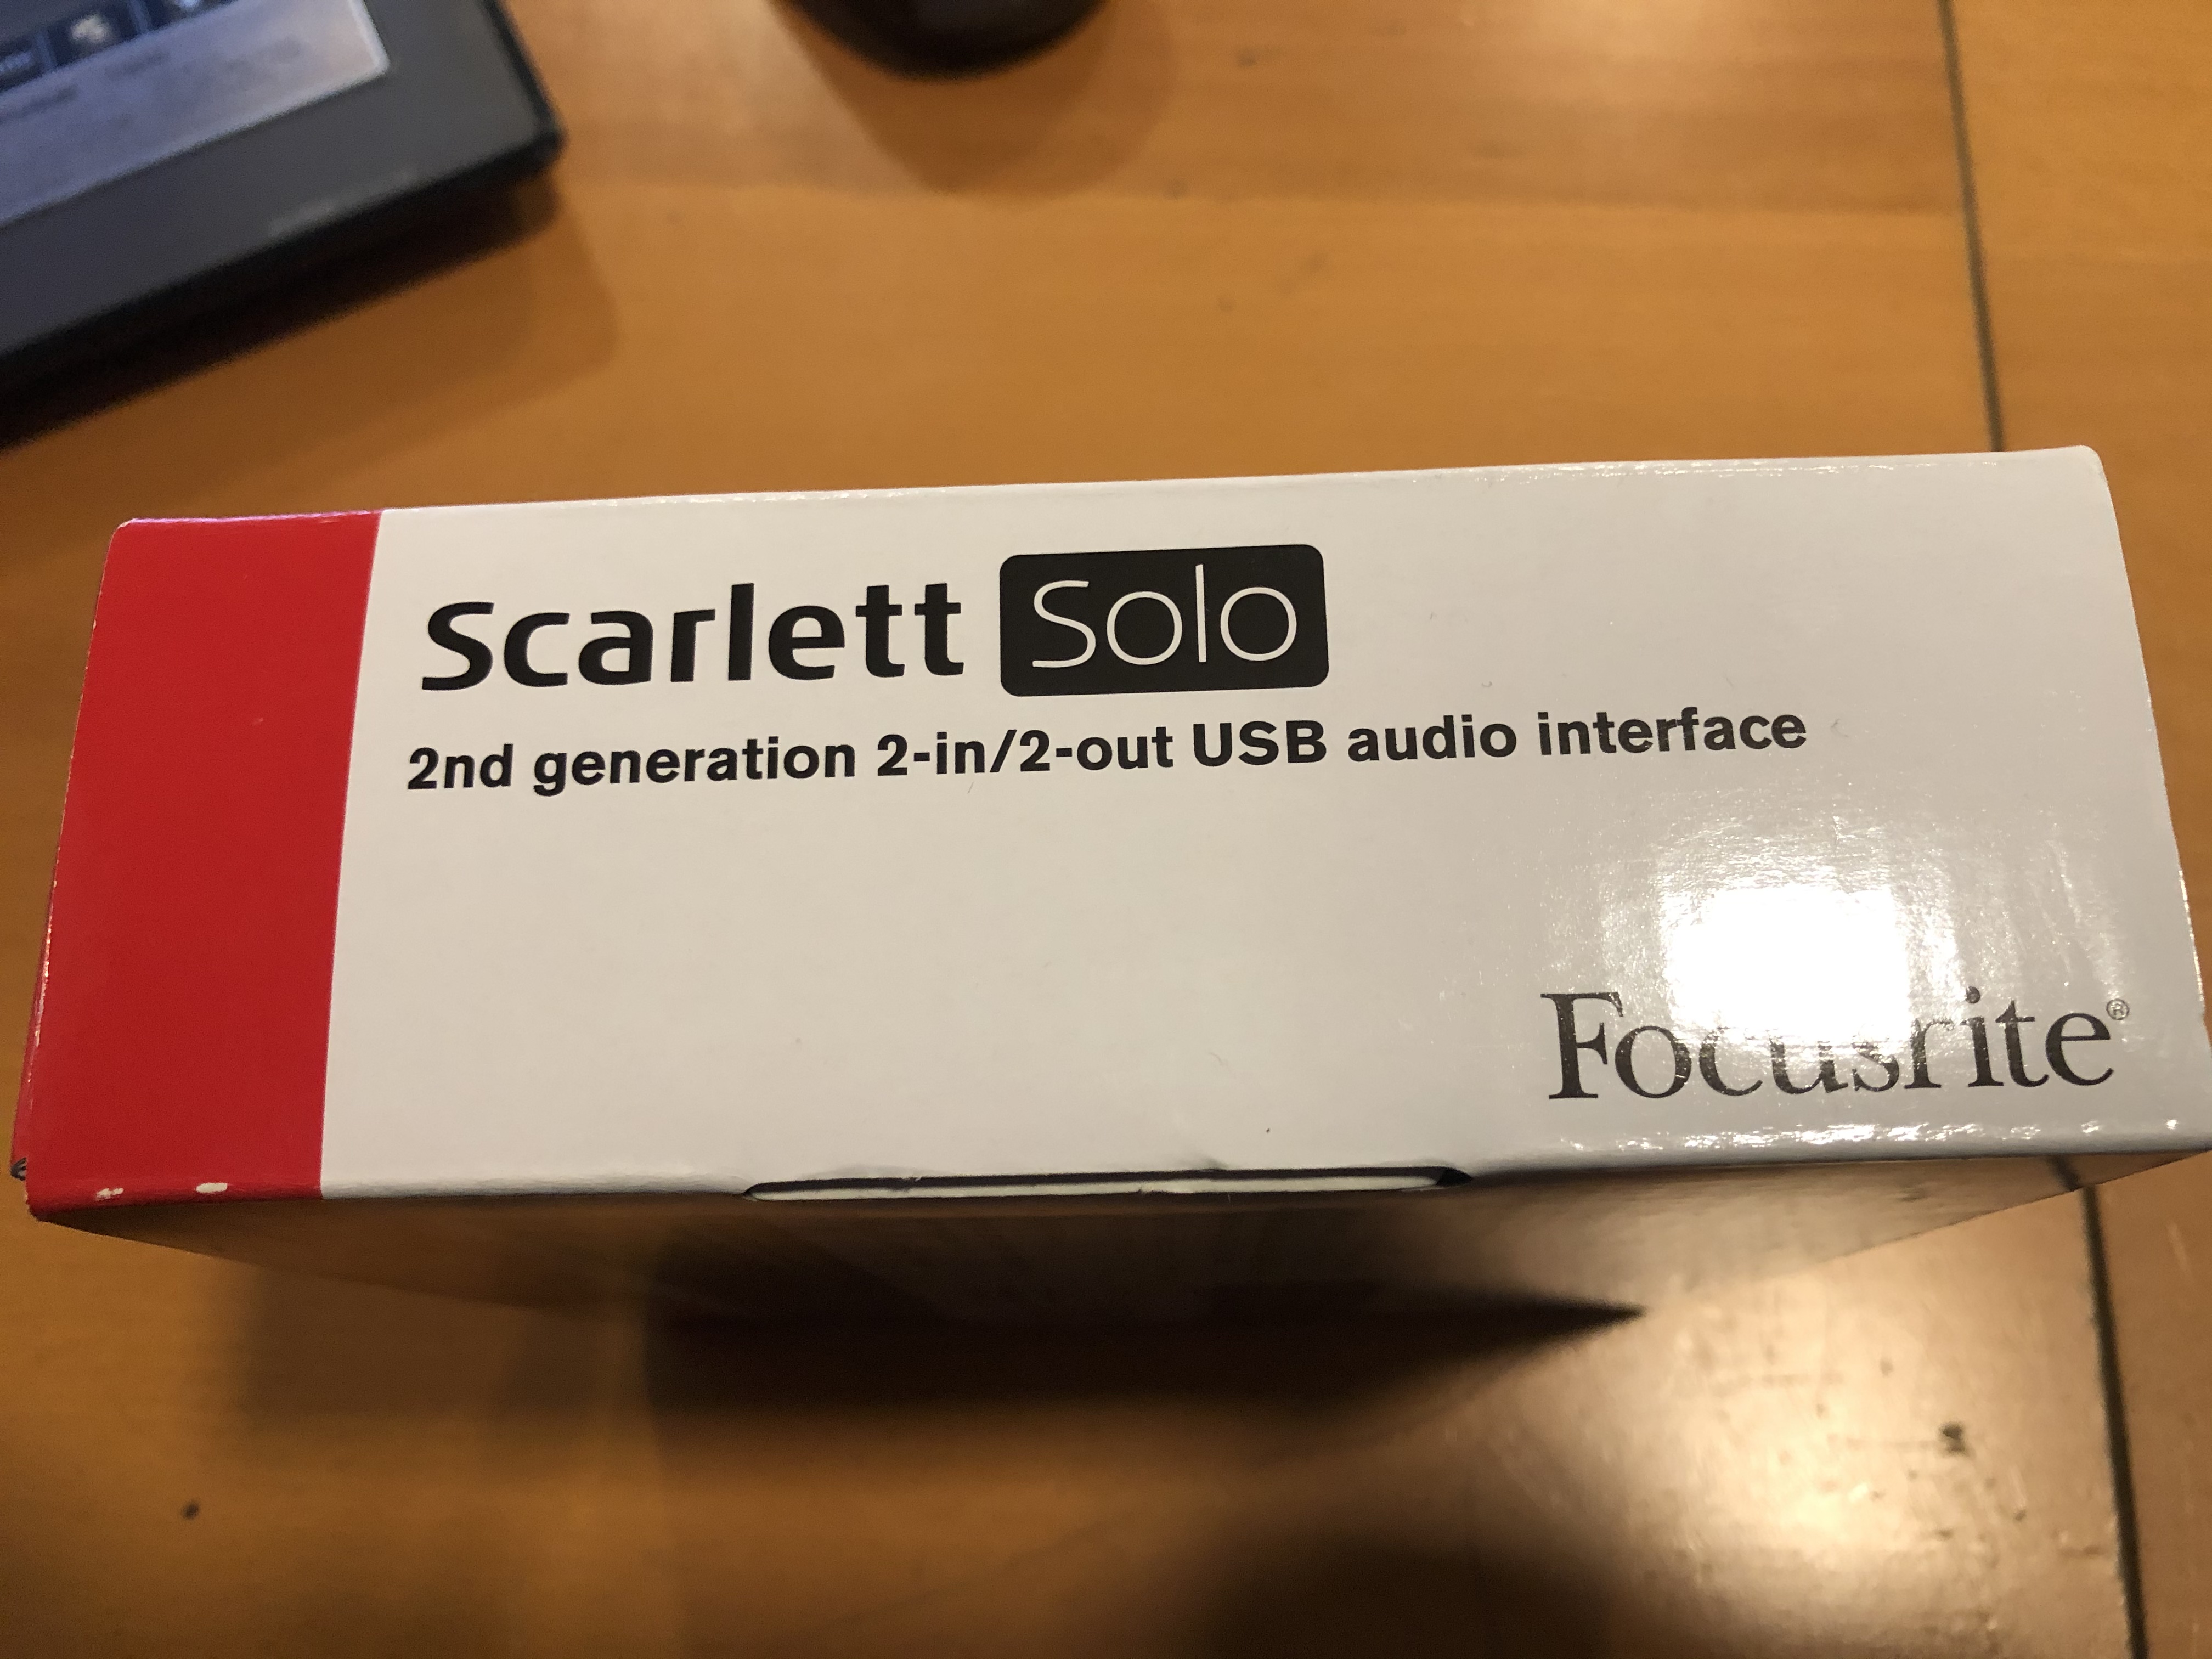 Scarlett Solo
2nd generation 2-in/2-out USB audio interface
Focusrite®